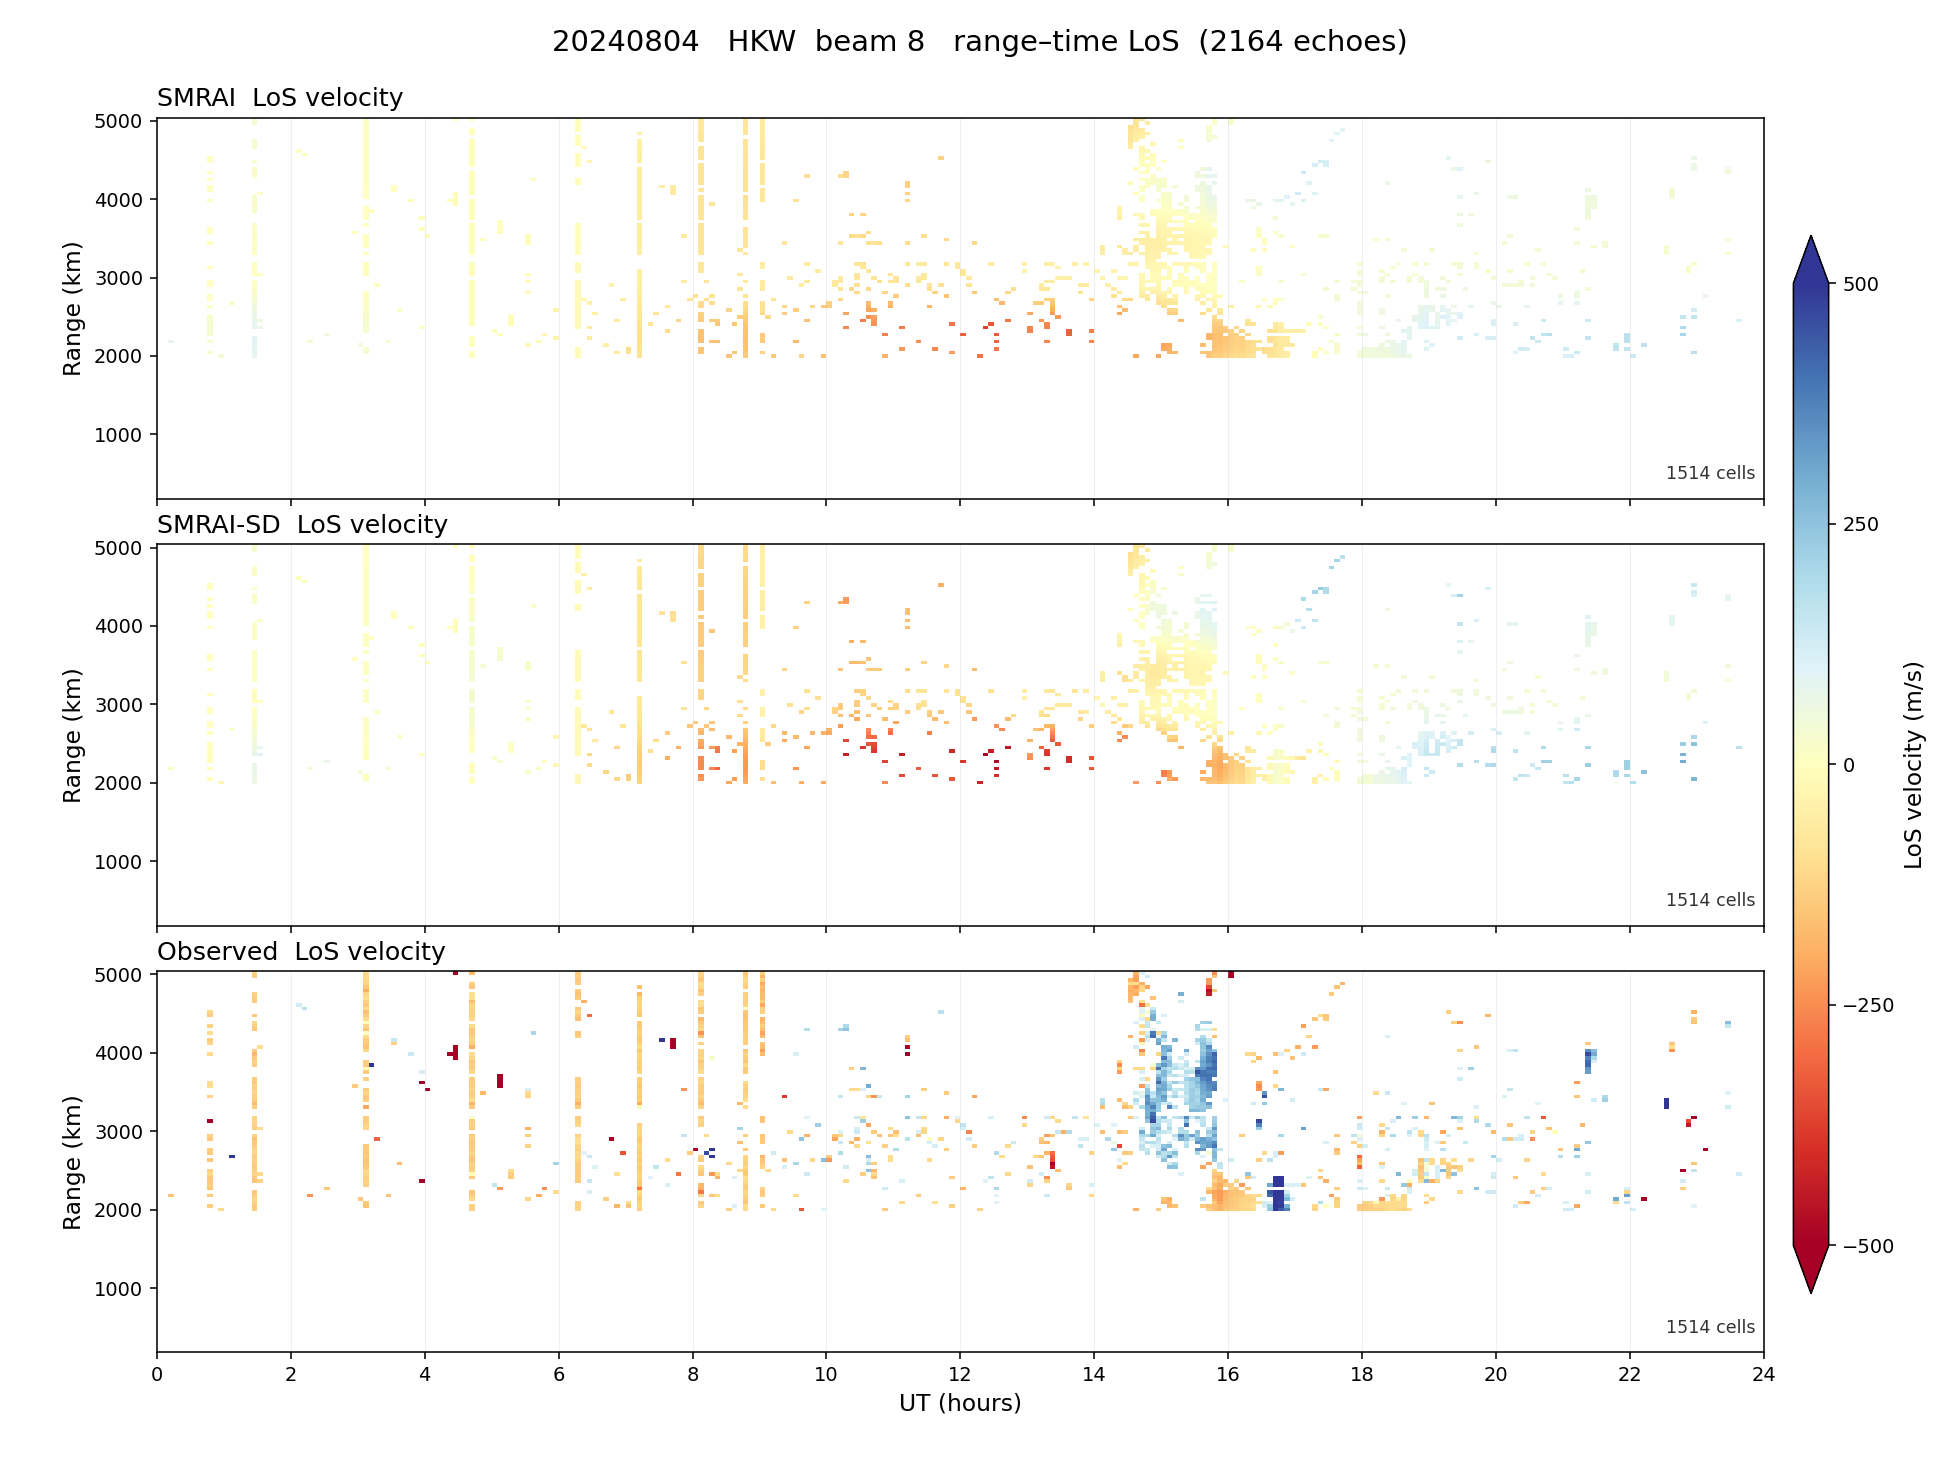 20240804   HKW  beam 8   range–time LoS  (2164 echoes)
SMRAI  LoS velocity
5000
4000
3000
2000
1000
Range (km)
1514 cells
SMRAI-SD  LoS velocity
5000
4000
3000
2000
1000
Range (km)
1514 cells
Observed  LoS velocity
5000
4000
3000
2000
1000
Range (km)
1514 cells
0 2 4 6 8 10 12 14 16 18 20 22 24
UT (hours)
500
250
0
−250
−500
LoS velocity (m/s)